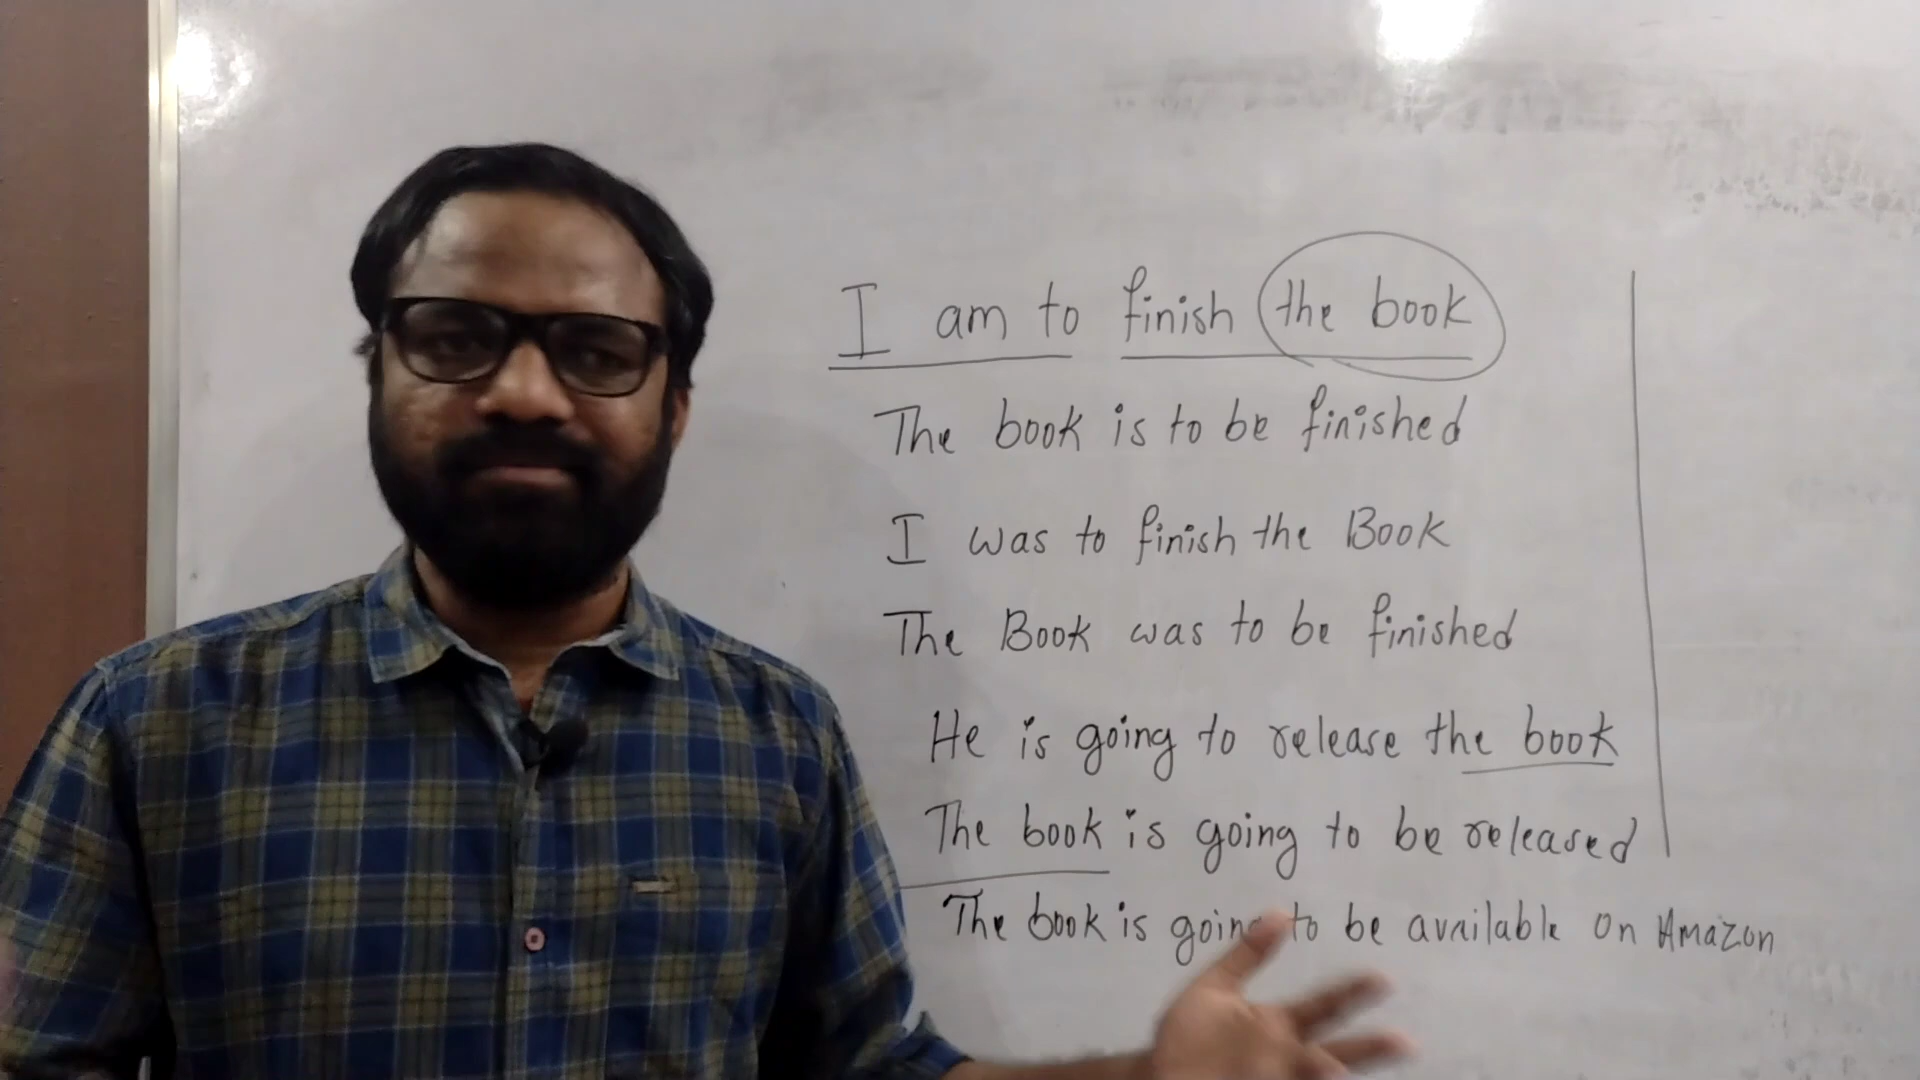 I am to finish the book
The book is to be finished
I was to finish the Book
The Book was to be finished
He is going to release the book
The book is going to be released
The book is going to be available on Amazon